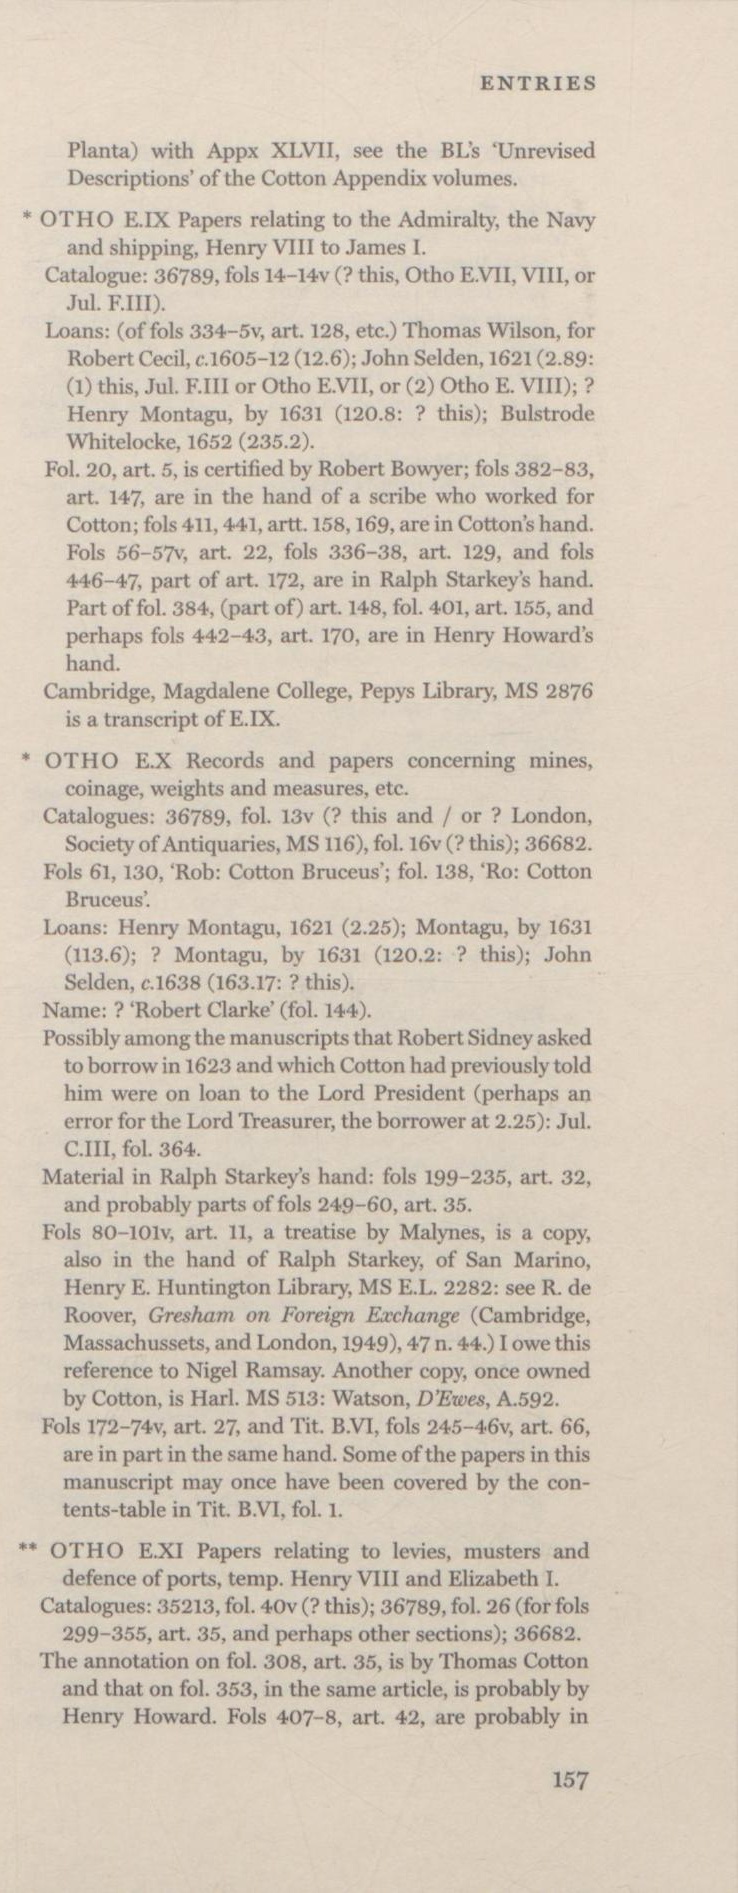 ENTRIES
Planta) with Appx XLVII, see the BL's 'Unrevised
Descriptions' of the Cotton Appendix volumes.
* OTHO E.IX Papers relating to the Admiralty, the Navy
and shipping, Henry VIII to James I.
Catalogue: 36789, fols 14–14v (? this, Otho E.VII, VIII, or
Jul. F.III).
Loans: (of fols 334–5v, art. 128, etc.) Thomas Wilson, for
Robert Cecil, c.1605–12 (12.6); John Selden, 1621 (2.89:
(1) this, Jul. F.III or Otho E.VII, or (2) Otho E. VIII); ?
Henry Montagu, by 1631 (120.8: ? this); Bulstrode
Whitelocke, 1652 (235.2).
Fol. 20, art. 5, is certified by Robert Bowyer; fols 382–83,
art. 147, are in the hand of a scribe who worked for
Cotton; fols 411, 441, artt. 158, 169, are in Cotton's hand.
Fols 56–57v, art. 22, fols 336–38, art. 129, and fols
446–47, part of art. 172, are in Ralph Starkey's hand.
Part of fol. 384, (part of) art. 148, fol. 401, art. 155, and
perhaps fols 442–43, art. 170, are in Henry Howard's
hand.
Cambridge, Magdalene College, Pepys Library, MS 2876
is a transcript of E.IX.
* OTHO E.X Records and papers concerning mines,
coinage, weights and measures, etc.
Catalogues: 36789, fol. 13v (? this and / or ? London,
Society of Antiquaries, MS 116), fol. 16v (? this); 36682.
Fols 61, 130, 'Rob: Cotton Bruceus'; fol. 138, 'Ro: Cotton
Bruceus'.
Loans: Henry Montagu, 1621 (2.25); Montagu, by 1631
(113.6); ? Montagu, by 1631 (120.2: ? this); John
Selden, c.1638 (163.17: ? this).
Name: ? 'Robert Clarke' (fol. 144).
Possibly among the manuscripts that Robert Sidney asked
to borrow in 1623 and which Cotton had previously told
him were on loan to the Lord President (perhaps an
error for the Lord Treasurer, the borrower at 2.25): Jul.
C.III, fol. 364.
Material in Ralph Starkey's hand: fols 199–235, art. 32,
and probably parts of fols 249–60, art. 35.
Fols 80–101v, art. 11, a treatise by Malynes, is a copy,
also in the hand of Ralph Starkey, of San Marino,
Henry E. Huntington Library, MS E.L. 2282: see R. de
Roover, Gresham on Foreign Exchange (Cambridge,
Massachussets, and London, 1949), 47 n. 44.) I owe this
reference to Nigel Ramsay. Another copy, once owned
by Cotton, is Harl. MS 513: Watson, D'Ewes, A.592.
Fols 172–74v, art. 27, and Tit. B.VI, fols 245–46v, art. 66,
are in part in the same hand. Some of the papers in this
manuscript may once have been covered by the con-
tents-table in Tit. B.VI, fol. 1.
** OTHO E.XI Papers relating to levies, musters and
defence of ports, temp. Henry VIII and Elizabeth I.
Catalogues: 35213, fol. 40v (? this); 36789, fol. 26 (for fols
299–355, art. 35, and perhaps other sections); 36682.
The annotation on fol. 308, art. 35, is by Thomas Cotton
and that on fol. 353, in the same article, is probably by
Henry Howard. Fols 407–8, art. 42, are probably in
157